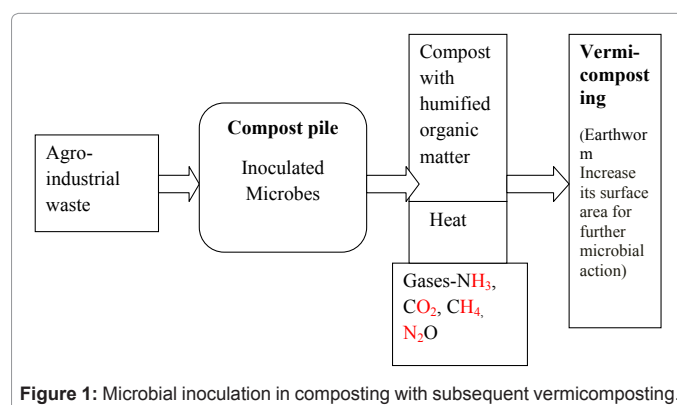 Agro-
industrial
waste
Compost pile
Inoculated
Microbes
Compost
with
humified
organic
matter
Heat
Gases-NH₃,
CO₂, CH₄,
N₂O
Vermi-
compost
ing
(Earthwor
m
Increase
its surface
area for
further
microbial
action)
Figure 1: Microbial inoculation in composting with subsequent vermicomposting.